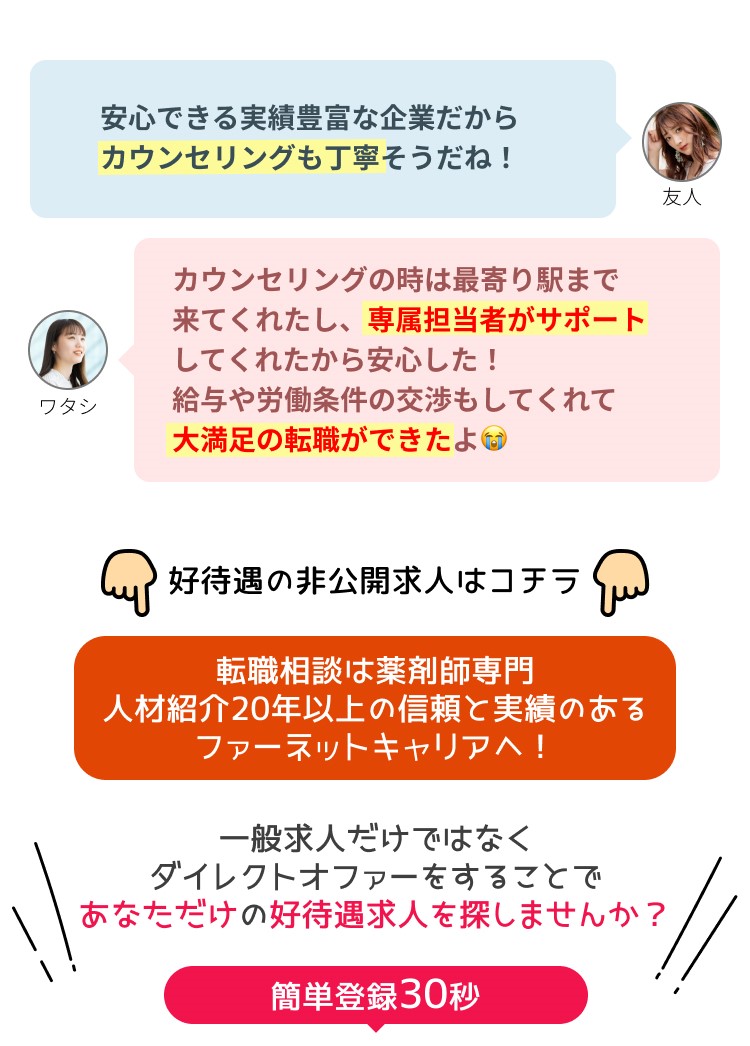 安心できる実績豊富な企業だから
カウンセリングも丁寧そうだね！
友人
カウンセリングの時は最寄り駅まで
来てくれたし、専属担当者がサポート
してくれたから安心した！
ワタシ
給与や労働条件の交渉もしてくれて
大満足の転職ができたよ😭
好待遇の非公開求人はコチラ
転職相談は薬剤師専門
人材紹介20年以上の信頼と実績のある
ファーネットキャリアへ！
一般求人だけではなく
ダイレクトオファーをすることで
あなただけの好待遇求人を探しませんか？
簡単登録30秒